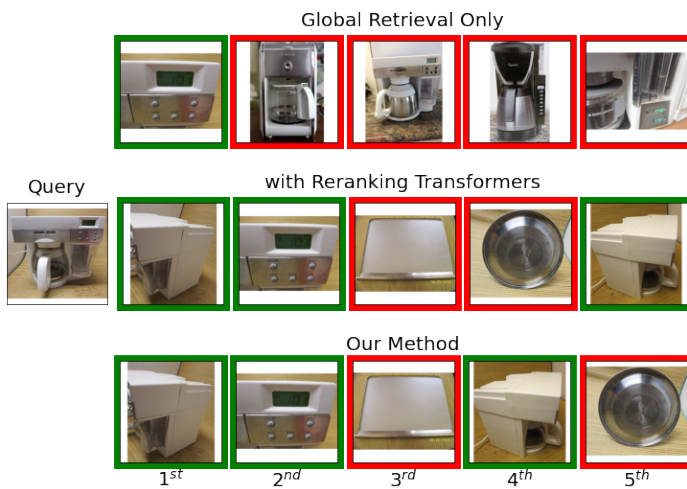 Global Retrieval Only
Query
with Reranking Transformers
Our Method
1st 2nd 3rd 4th 5th